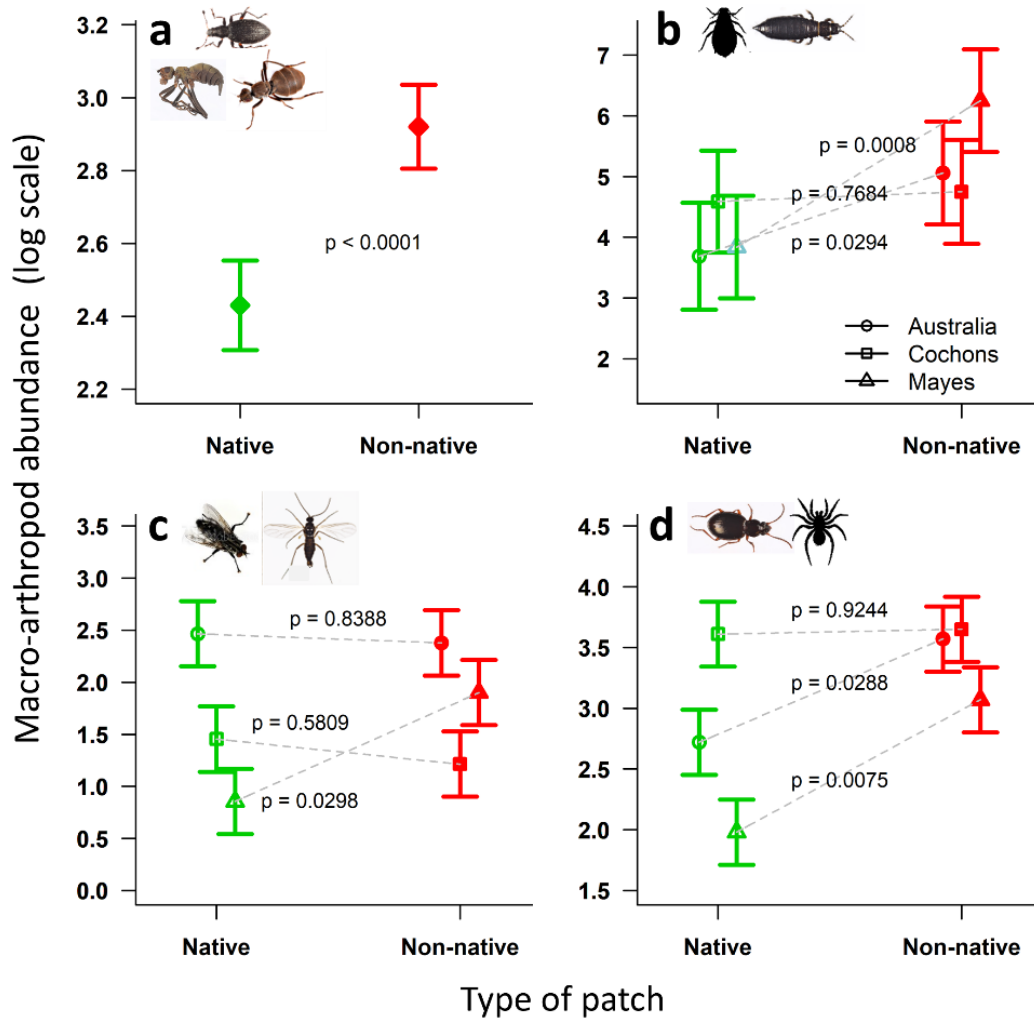 Macro-arthropod abundance (log scale)
a
3.2
3.0
2.8
2.6
2.4
2.2
p < 0.0001
Native
Non-native
b
7
6
5
4
3
2
p = 0.0008
p = 0.7684
p = 0.0294
Australia
Cochons
Mayes
Native
Non-native
c
3.5
3.0
2.5
2.0
1.5
1.0
0.5
0.0
p = 0.8388
p = 0.5809
p = 0.0298
Native
Non-native
d
4.5
4.0
3.5
3.0
2.5
2.0
1.5
p = 0.9244
p = 0.0288
p = 0.0075
Native
Non-native
Type of patch